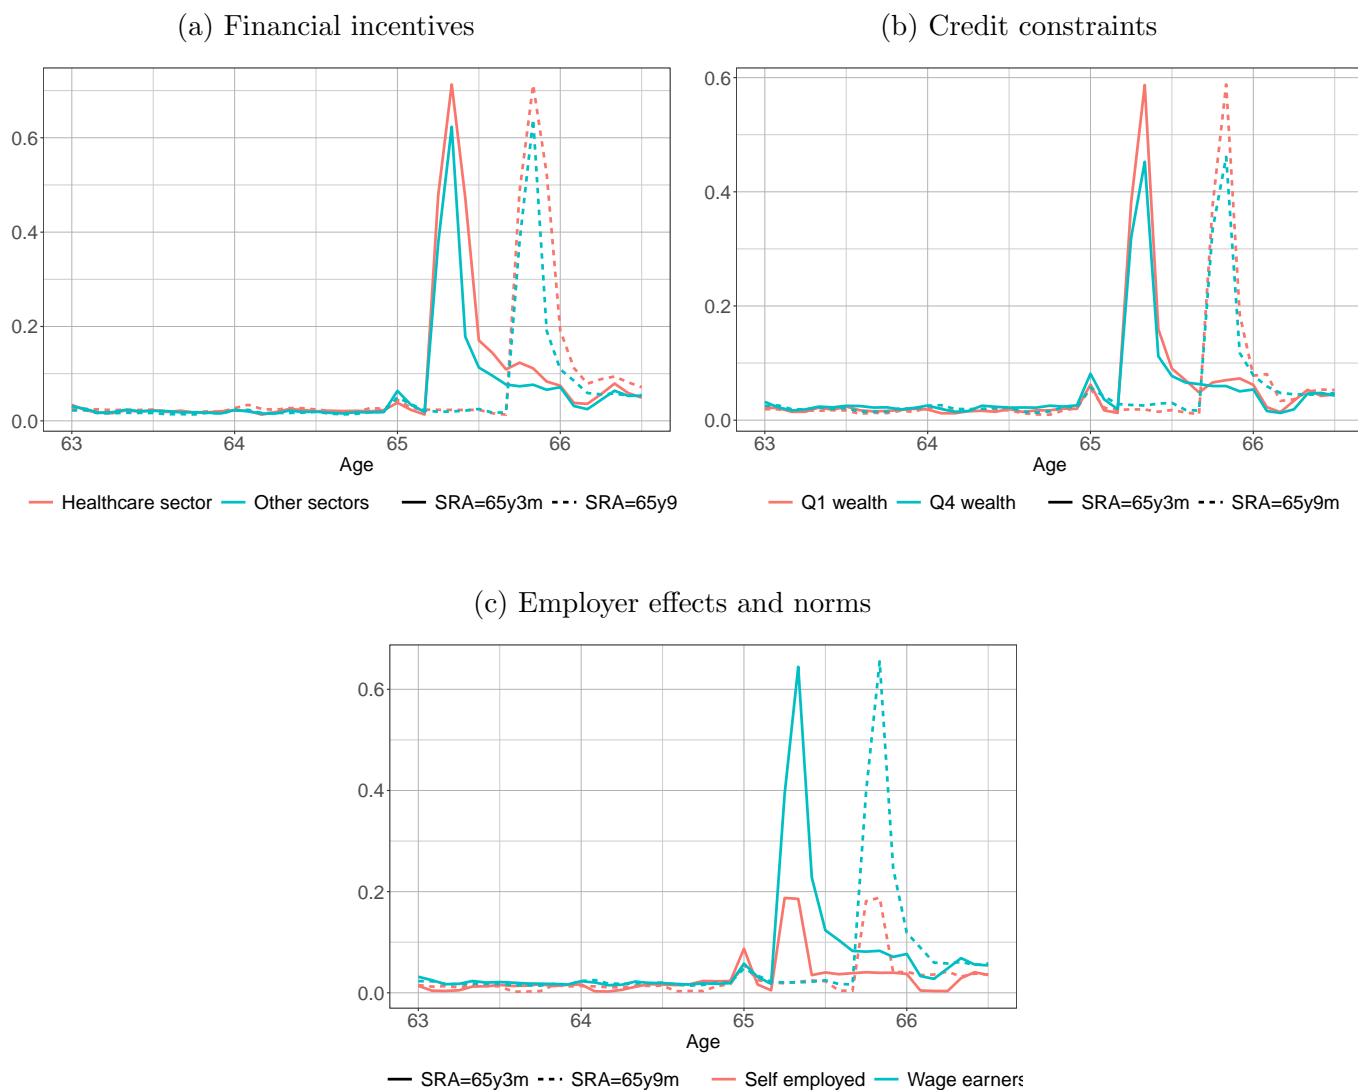 (a) Financial incentives
0.6
0.4
0.2
0.0
63 64 65 66
Age
Healthcare sector Other sectors SRA=65y3m SRA=65y9
(b) Credit constraints
0.6
0.4
0.2
0.0
63 64 65 66
Age
Q1 wealth Q4 wealth SRA=65y3m SRA=65y9m
(c) Employer effects and norms
0.6
0.4
0.2
0.0
63 64 65 66
Age
SRA=65y3m SRA=65y9m Self employed Wage earners